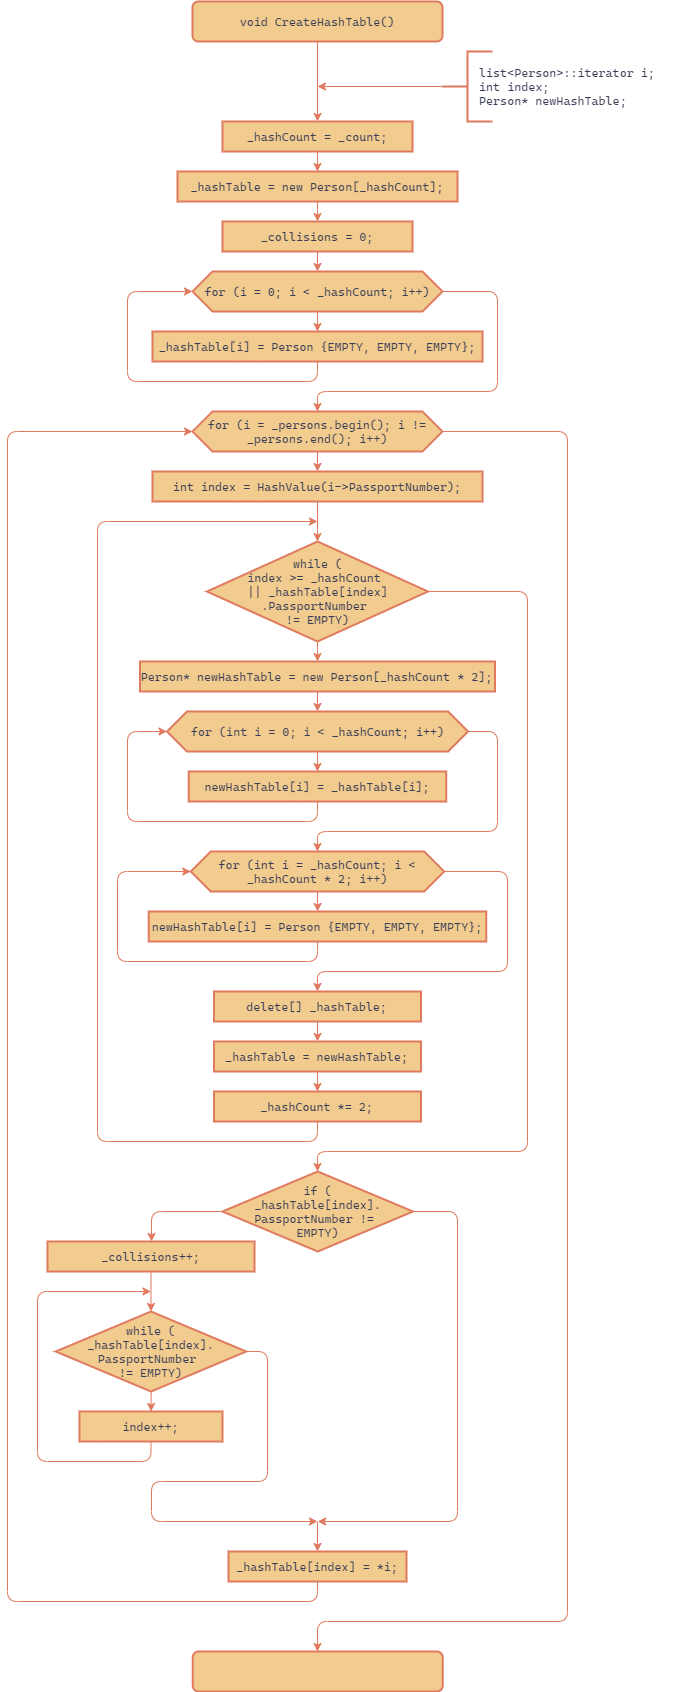 void CreateHashTable()
list<Person>::iterator i;
int index;
Person* newHashTable;
_hashCount = _count;
_hashTable = new Person[_hashCount];
_collisions = 0;
for (i = 0; i < _hashCount; i++)
_hashTable[i] = Person {EMPTY, EMPTY, EMPTY};
for (i = _persons.begin(); i !=
_persons.end(); i++)
int index = HashValue(i->PassportNumber);
while (
index >= _hashCount
|| _hashTable[index]
.PassportNumber
!= EMPTY)
Person* newHashTable = new Person[_hashCount * 2];
for (int i = 0; i < _hashCount; i++)
newHashTable[i] = _hashTable[i];
for (int i = _hashCount; i <
_hashCount * 2; i++)
newHashTable[i] = Person {EMPTY, EMPTY, EMPTY};
delete[] _hashTable;
_hashTable = newHashTable;
_hashCount *= 2;
if (
_hashTable[index].
PassportNumber !=
EMPTY)
_collisions++;
while (
_hashTable[index].
PassportNumber
!= EMPTY)
index++;
_hashTable[index] = *i;